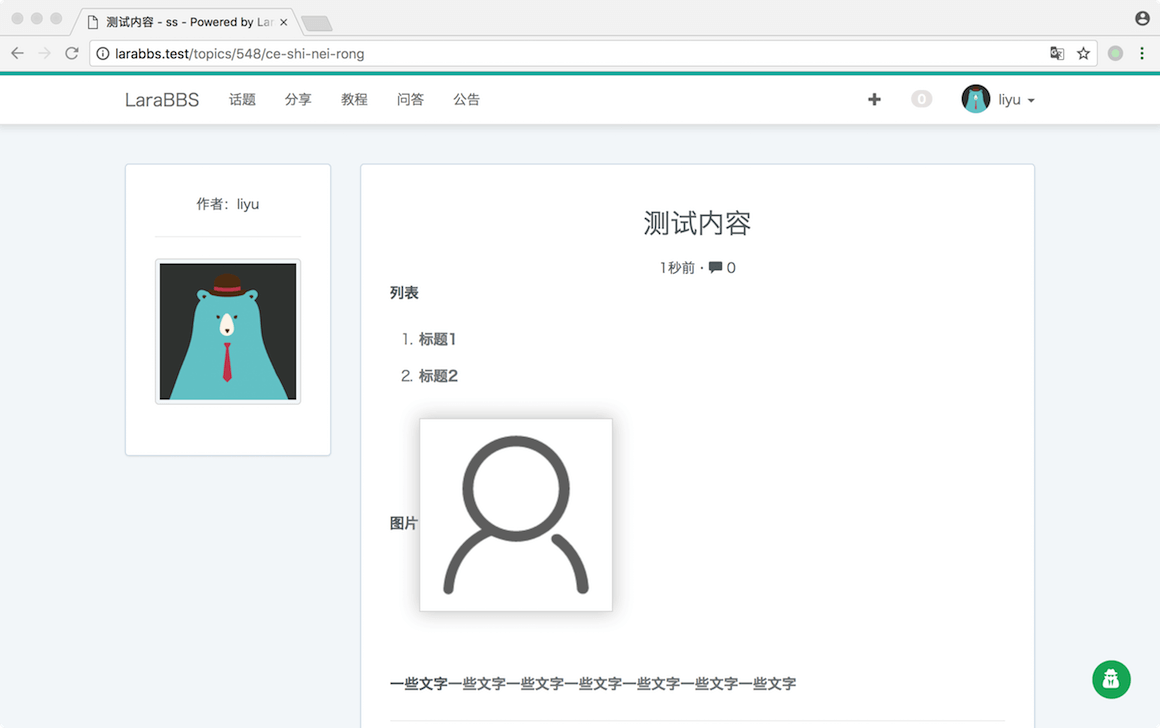 测试内容 - ss - Powered by Lar
larabbs.test/topics/548/ce-shi-nei-rong
LaraBBS 话题 分享 教程 问答 公告 0 liyu
作者：liyu
测试内容
1秒前 · 0
列表
1. 标题1
2. 标题2
图片
一些文字一些文字一些文字一些文字一些文字一些文字一些文字